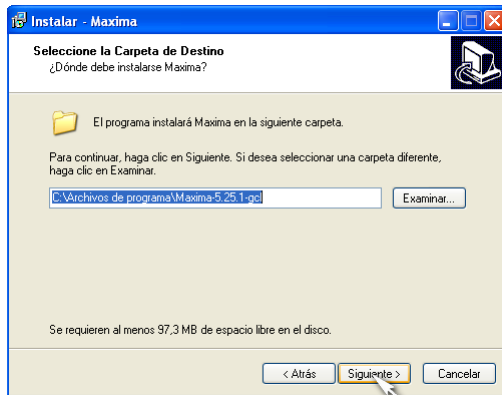 Instalar - Maxima
Seleccione la Carpeta de Destino
¿Dónde debe instalarse Maxima?
El programa instalará Maxima en la siguiente carpeta.
Para continuar, haga clic en Siguiente. Si desea seleccionar una carpeta diferente,
haga clic en Examinar.
C:\Archivos de programa\Maxima-5.25.1-gcl
Examinar...
Se requieren al menos 97,3 MB de espacio libre en el disco.
< Atrás
Siguiente >
Cancelar